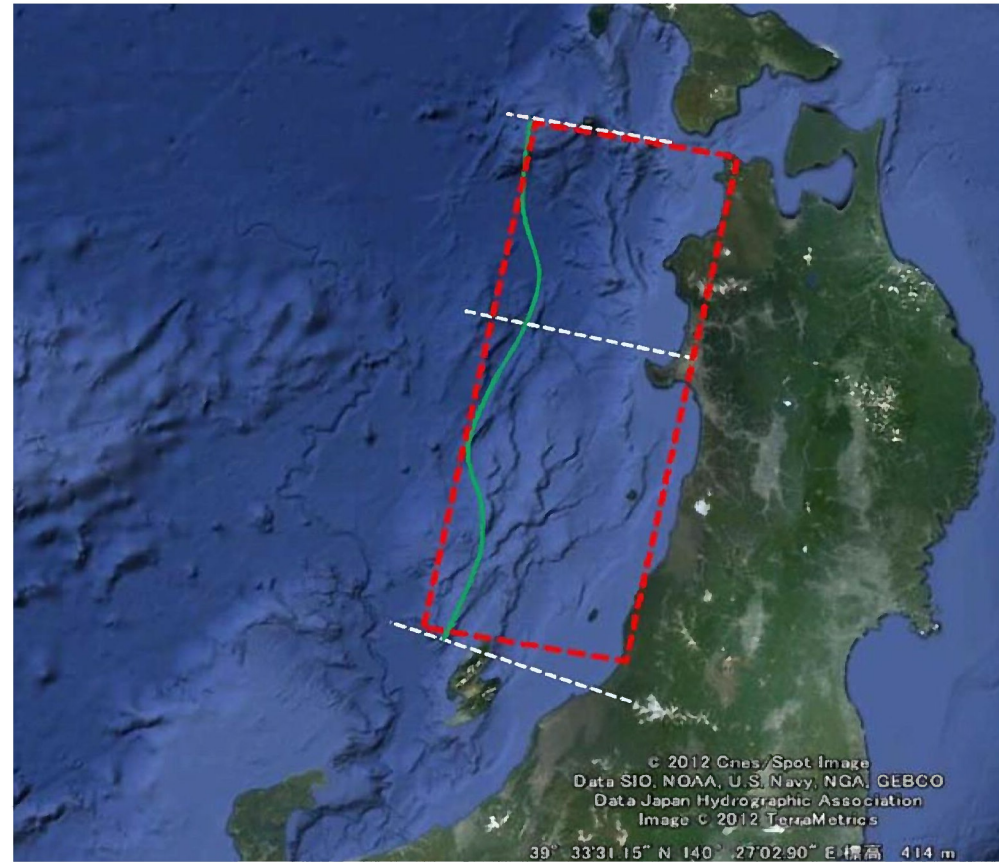 © 2012 Cnes/Spot Image
Data SIO, NOAA, U.S. Navy, NGA, GEBCO
Data Japan Hydrographic Association
Image © 2012 TerraMetrics
39° 33'31.15" N 140° 27'02.90" E 標高 414 m